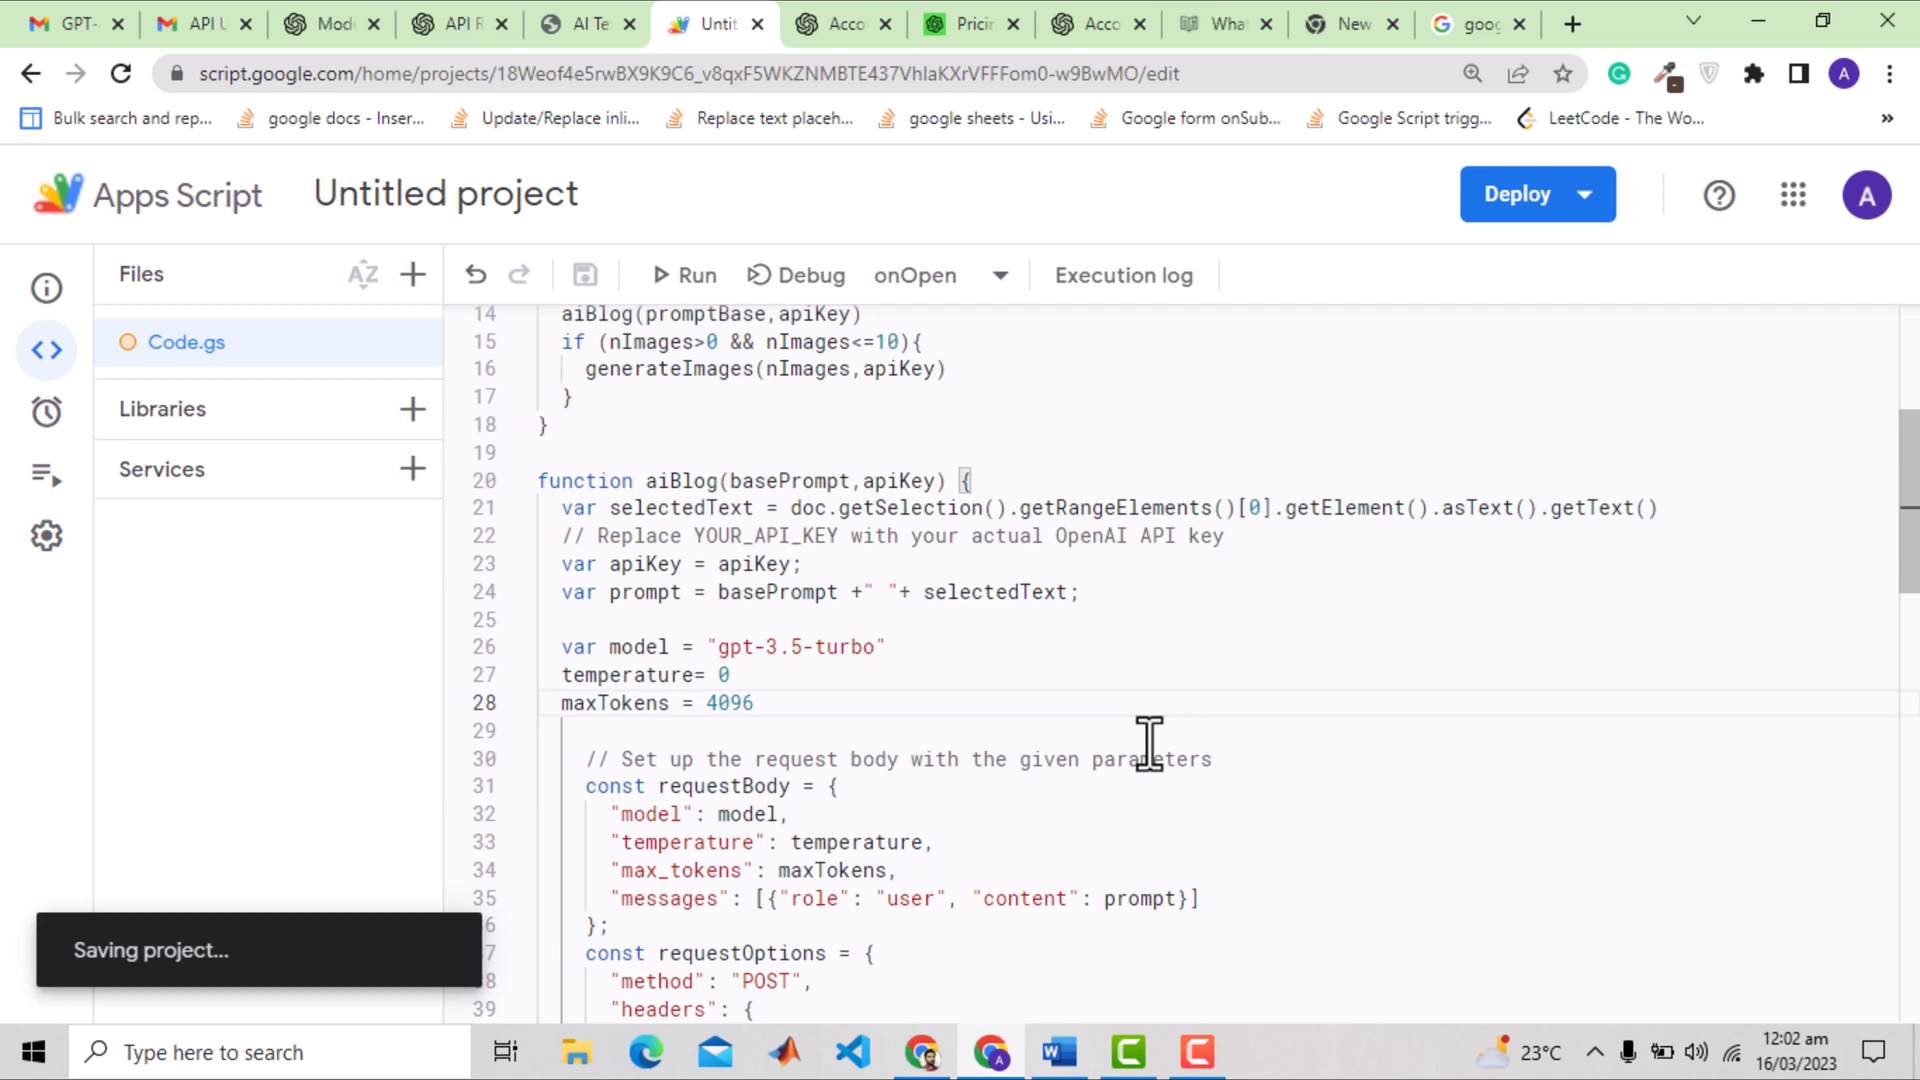 GPT-
API U
Mode
API R
AI Te
Untit
Acco
Pricin
Acco
What
New
goog
script.google.com/home/projects/18Weof4e5rwBX9K9C6_v8qxF5WKZNMBTE437VhIaKXrVFFFom0-w9BwMO/edit
A
Bulk search and rep...
google docs - Inser...
Update/Replace inli...
Replace text placeh...
google sheets - Usi...
Google form onSub...
Google Script trigg...
LeetCode - The Wo...
»
Apps Script
Untitled project
Deploy
A
Files
AZ
Run
Debug
onOpen
Execution log
Code.gs
Libraries
Services
14 aiBlog(promptBase,apiKey)
15 if (nImages>0 && nImages<=10){
16 generateImages(nImages,apiKey)
17 }
18 }
19
20 function aiBlog(basePrompt,apiKey) {
21 var selectedText = doc.getSelection().getRangeElements()[0].getElement().asText().getText()
22 // Replace YOUR_API_KEY with your actual OpenAI API key
23 var apiKey = apiKey;
24 var prompt = basePrompt +" "+ selectedText;
25
26 var model = "gpt-3.5-turbo"
27 temperature= 0
28 maxTokens = 4096
29
30 // Set up the request body with the given parameters
31 const requestBody = {
32 "model": model,
33 "temperature": temperature,
34 "max_tokens": maxTokens,
35 "messages": [{"role": "user", "content": prompt}]
6 };
7 const requestOptions = {
8 "method": "POST",
39 "headers": {
Saving project...
Type here to search
23°C
12:02 am
16/03/2023